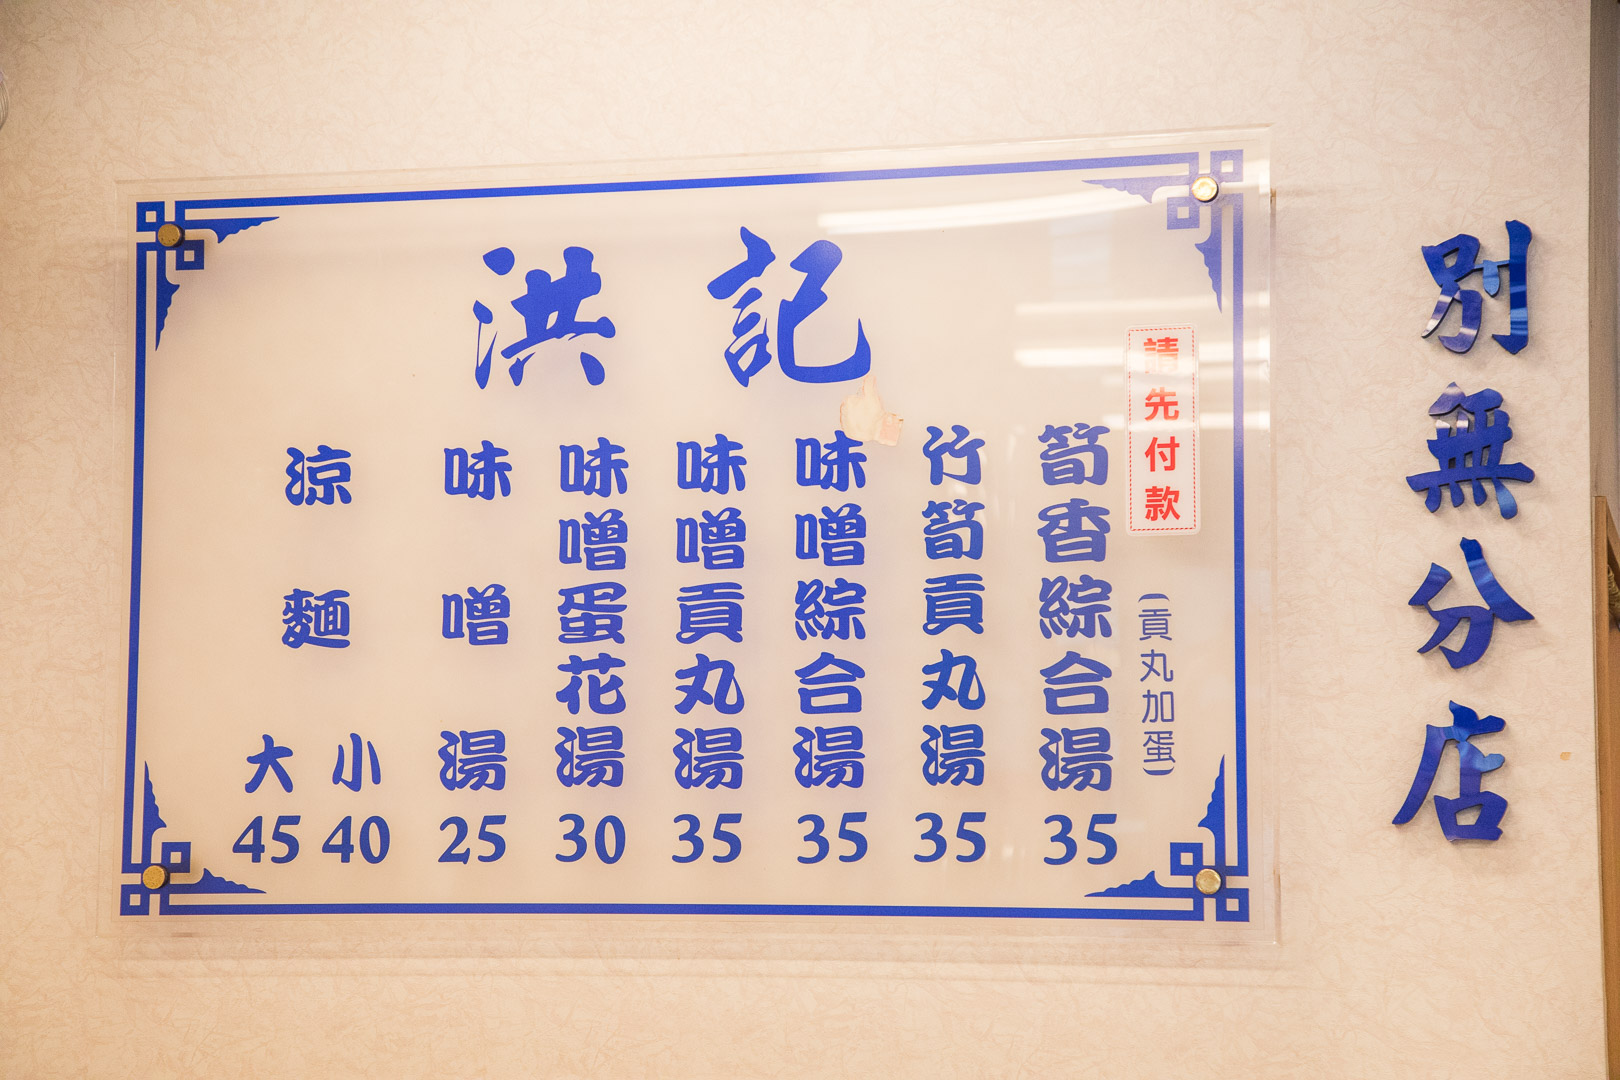 洪記
涼麵 大 45 小 40
味噌湯 25
味噌蛋花湯 30
味噌貢丸湯 35
味噌綜合湯 35
竹筍貢丸湯 35
筍香綜合湯 35
(貢丸加蛋)
請先付款
別無分店